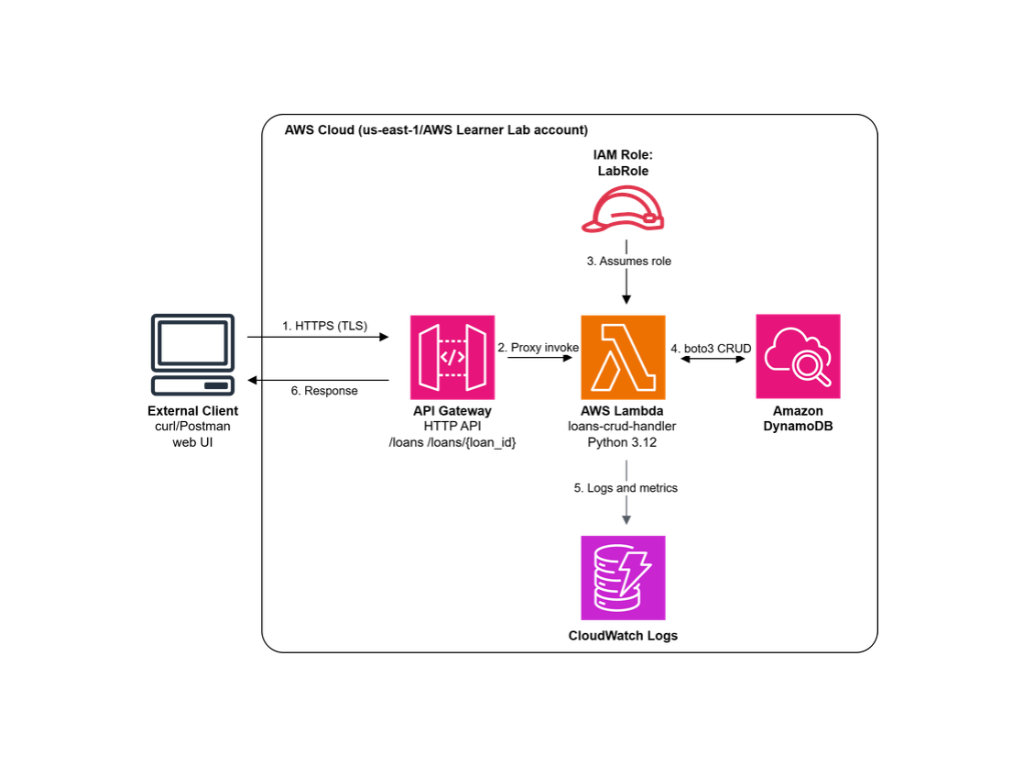 AWS Cloud (us-east-1/AWS Learner Lab account)
IAM Role:
LabRole
3. Assumes role
1. HTTPS (TLS)
2. Proxy invoke
4. boto3 CRUD
6. Response
External Client
curl/Postman
web UI
API Gateway
HTTP API
/loans /loans/{loan_id}
AWS Lambda
loans-crud-handler
Python 3.12
Amazon
DynamoDB
5. Logs and metrics
CloudWatch Logs